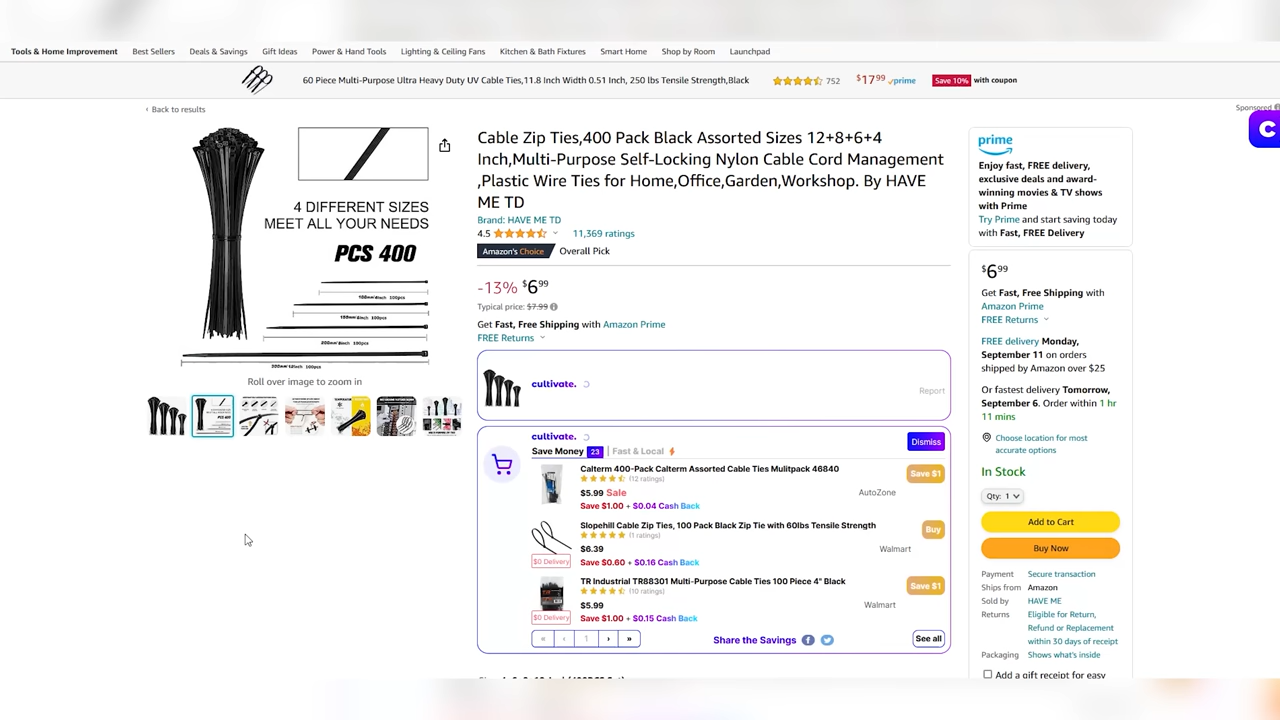 Tools & Home Improvement Best Sellers Deals & Savings Gift Ideas Power & Hand Tools Lighting & Ceiling Fans Kitchen & Bath Fixtures Smart Home Shop by Room Launchpad
60 Piece Multi-Purpose Ultra Heavy Duty UV Cable Ties,11.8 Inch Width 0.51 Inch, 250 lbs Tensile Strength,Black 752 $17.99 prime Save 10% with coupon
‹ Back to results
Sponsored
4 DIFFERENT SIZES
MEET ALL YOUR NEEDS
PCS 400
Roll over image to zoom in
Cable Zip Ties,400 Pack Black Assorted Sizes 12+8+6+4
Inch,Multi-Purpose Self-Locking Nylon Cable Cord Management
,Plastic Wire Ties for Home,Office,Garden,Workshop. By HAVE
ME TD
Brand: HAVE ME TD
4.5 11,369 ratings
Amazon's Choice Overall Pick
-13% $6.99
Typical price: $7.99
Get Fast, Free Shipping with Amazon Prime
FREE Returns
cultivate.
Report
cultivate.
Dismiss
Save Money 23 | Fast & Local
Calterm 400-Pack Calterm Assorted Cable Ties Mulitpack 46840
(12 ratings)
Save $1
$5.99 Sale
AutoZone
Save $1.00 + $0.04 Cash Back
Slopehill Cable Zip Ties, 100 Pack Black Zip Tie with 60lbs Tensile Strength
(1 ratings)
Buy
$6.39
Walmart
$0 Delivery
Save $0.60 + $0.16 Cash Back
TR Industrial TR88301 Multi-Purpose Cable Ties 100 Piece 4" Black
(10 ratings)
Save $1
$5.99
Walmart
$0 Delivery
Save $1.00 + $0.15 Cash Back
« ‹ 1 › »
Share the Savings
See all
prime
Enjoy fast, FREE delivery,
exclusive deals and award-
winning movies & TV shows
with Prime
Try Prime and start saving today
with Fast, FREE Delivery
$6.99
Get Fast, Free Shipping with
Amazon Prime
FREE Returns
FREE delivery Monday,
September 11 on orders
shipped by Amazon over $25
Or fastest delivery Tomorrow,
September 6. Order within 1 hr
11 mins
Choose location for most
accurate options
In Stock
Qty: 1
Add to Cart
Buy Now
Payment Secure transaction
Ships from Amazon
Sold by HAVE ME
Returns Eligible for Return,
Refund or Replacement
within 30 days of receipt
Packaging Shows what's inside
Add a gift receipt for easy